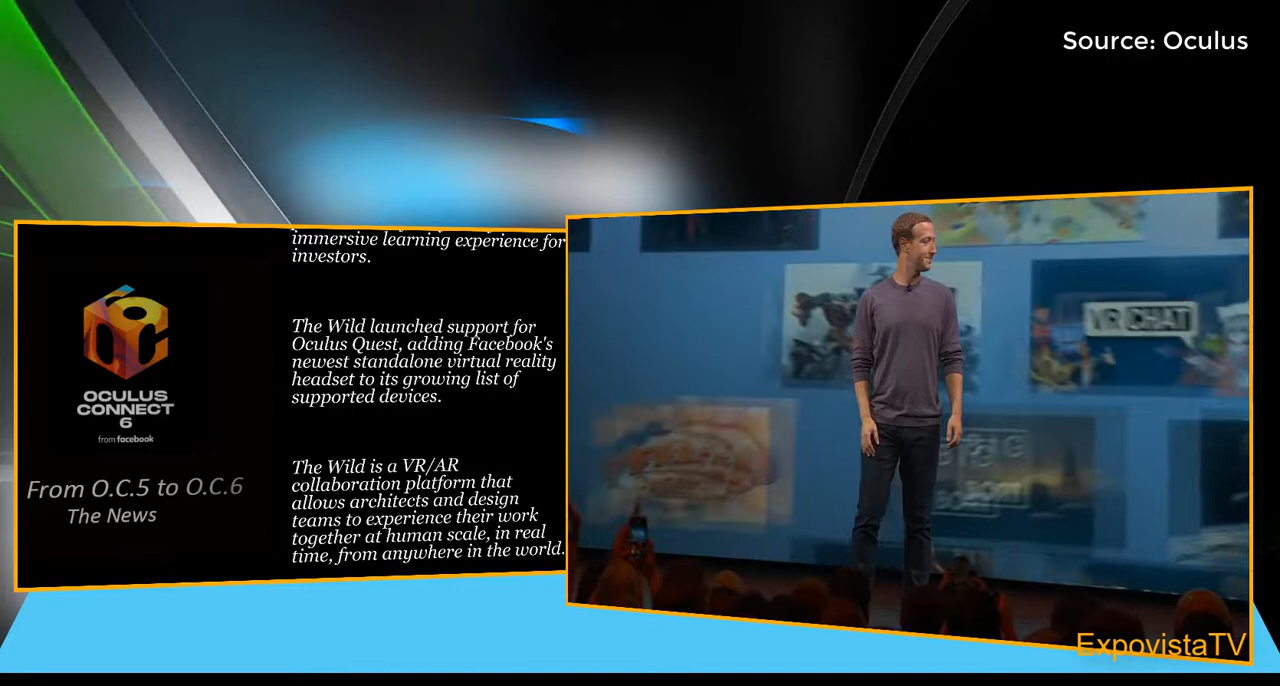 Source: Oculus
immersive learning experience for
investors.
The Wild launched support for
Oculus Quest, adding Facebook's
newest standalone virtual reality
headset to its growing list of
supported devices.
The Wild is a VR/AR
collaboration platform that
allows architects and design
teams to experience their work
together at human scale, in real
time, from anywhere in the world.
OCULUS
CONNECT
6
from facebook
From O.C.5 to O.C.6
The News
VR CHAT
ExpovistaTV